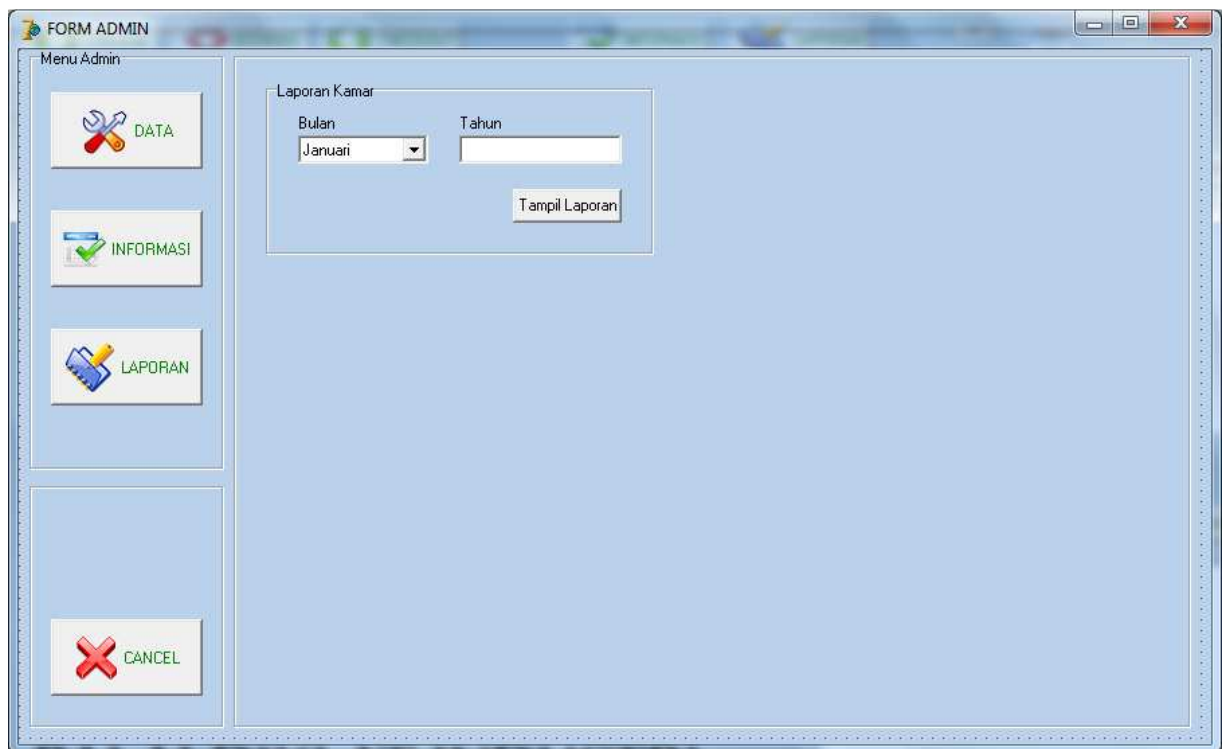 FORM ADMIN
Menu Admin
DATA
INFORMASI
LAPORAN
CANCEL
Laporan Kamar
Bulan Tahun
Januari
Tampil Laporan